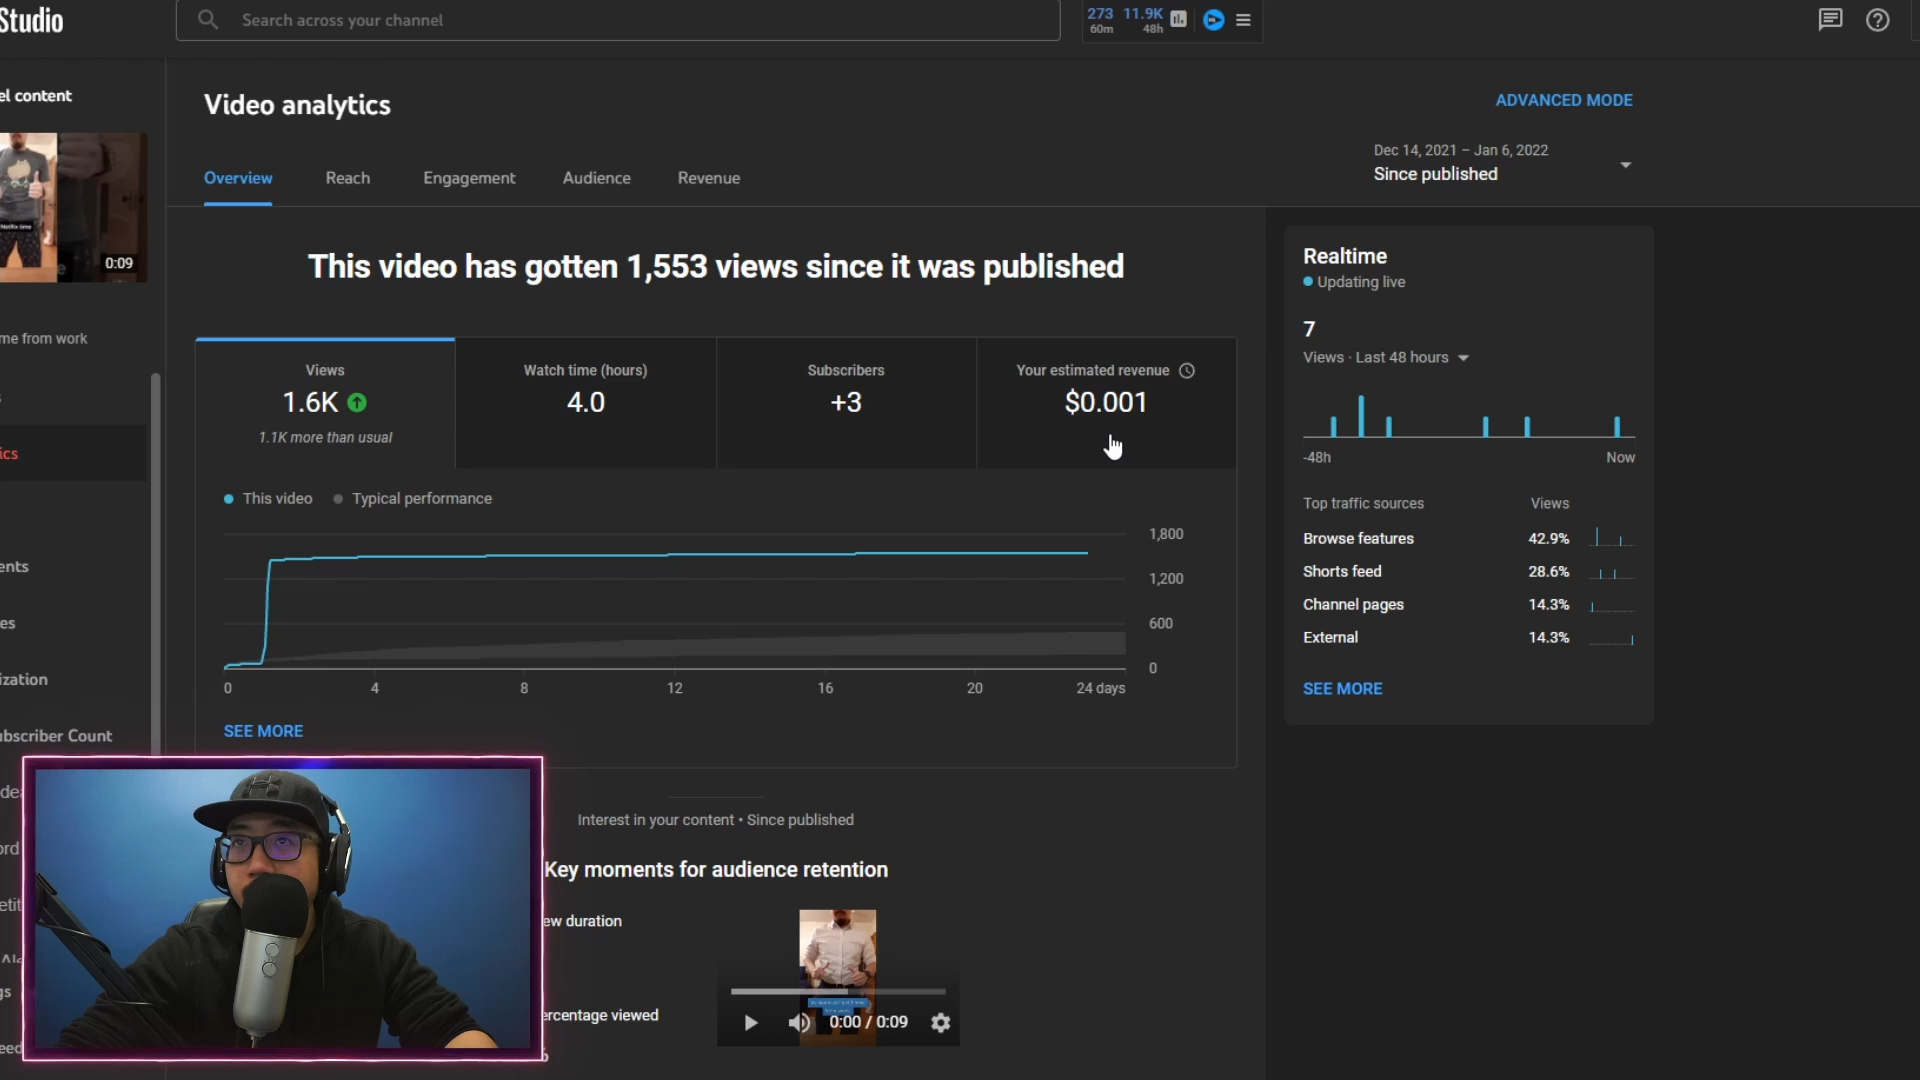 Studio
Search across your channel
273 11.9K
60m 48h
el content
0:09
me from work
ics
ents
es
ization
ubscriber Count
Video analytics
ADVANCED MODE
Dec 14, 2021 – Jan 6, 2022
Since published
Overview Reach Engagement Audience Revenue
This video has gotten 1,553 views since it was published
Views
1.6K
1.1K more than usual
Watch time (hours)
4.0
Subscribers
+3
Your estimated revenue
$0.001
This video Typical performance
1,800
1,200
600
0
0 4 8 12 16 20 24 days
SEE MORE
Realtime
Updating live
7
Views · Last 48 hours
-48h Now
Top traffic sources Views
Browse features 42.9%
Shorts feed 28.6%
Channel pages 14.3%
External 14.3%
SEE MORE
Interest in your content • Since published
Key moments for audience retention
ew duration
ercentage viewed
0:00 / 0:09